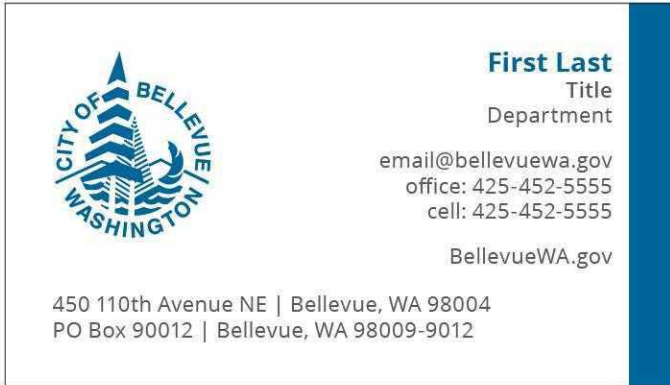 CITY OF BELLEVUE
WASHINGTON
First Last
Title
Department
email@bellevuewa.gov
office: 425-452-5555
cell: 425-452-5555
BellevueWA.gov
450 110th Avenue NE | Bellevue, WA 98004
PO Box 90012 | Bellevue, WA 98009-9012